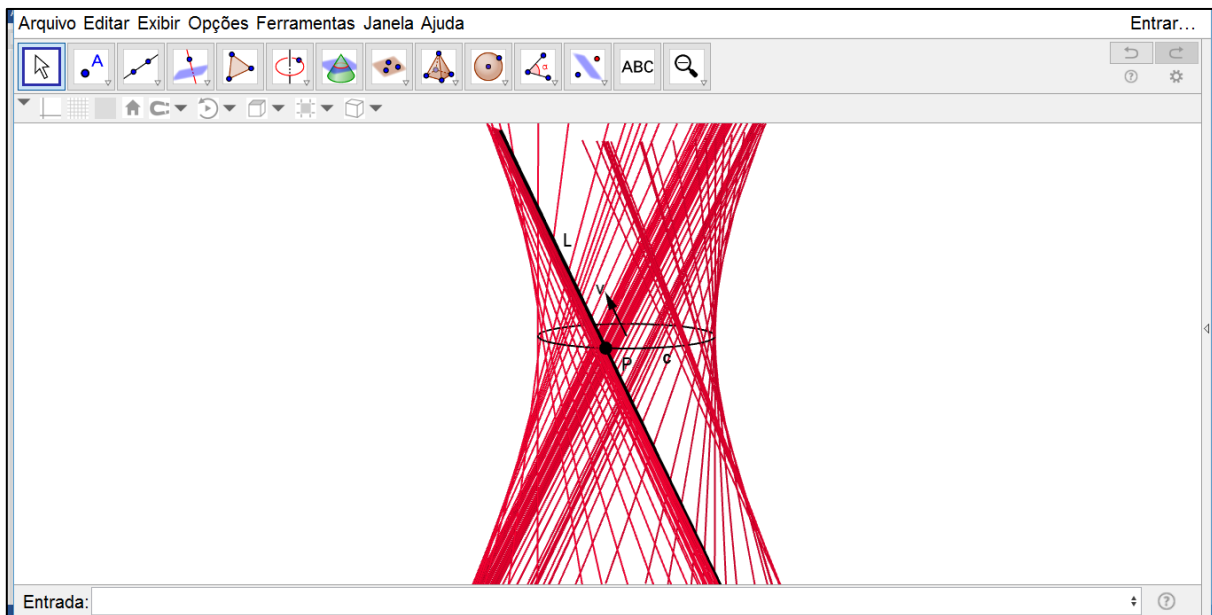 Arquivo Editar Exibir Opções Ferramentas Janela Ajuda Entrar...
A α ABC
L
v
P c
Entrada: